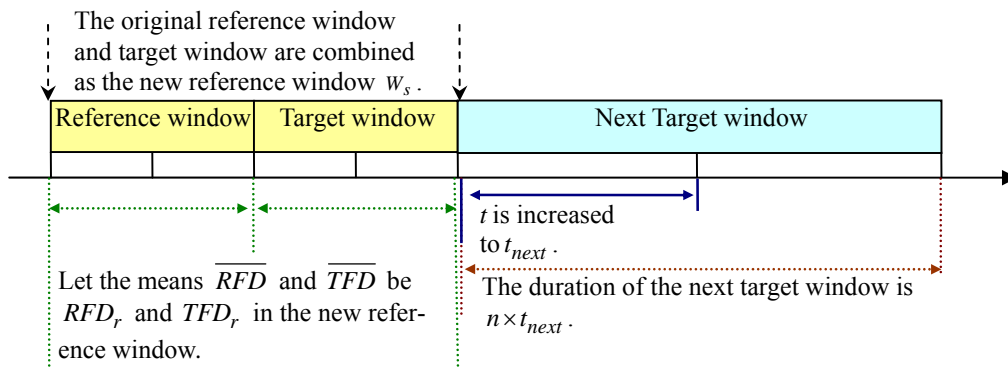 The original reference window
and target window are combined
as the new reference window W_s .
Reference window Target window Next Target window
t is increased
to t_next .
Let the means \overline{RFD} and \overline{TFD} be
RFD_r and TFD_r in the new refer-
ence window.
The duration of the next target window is
n × t_next .